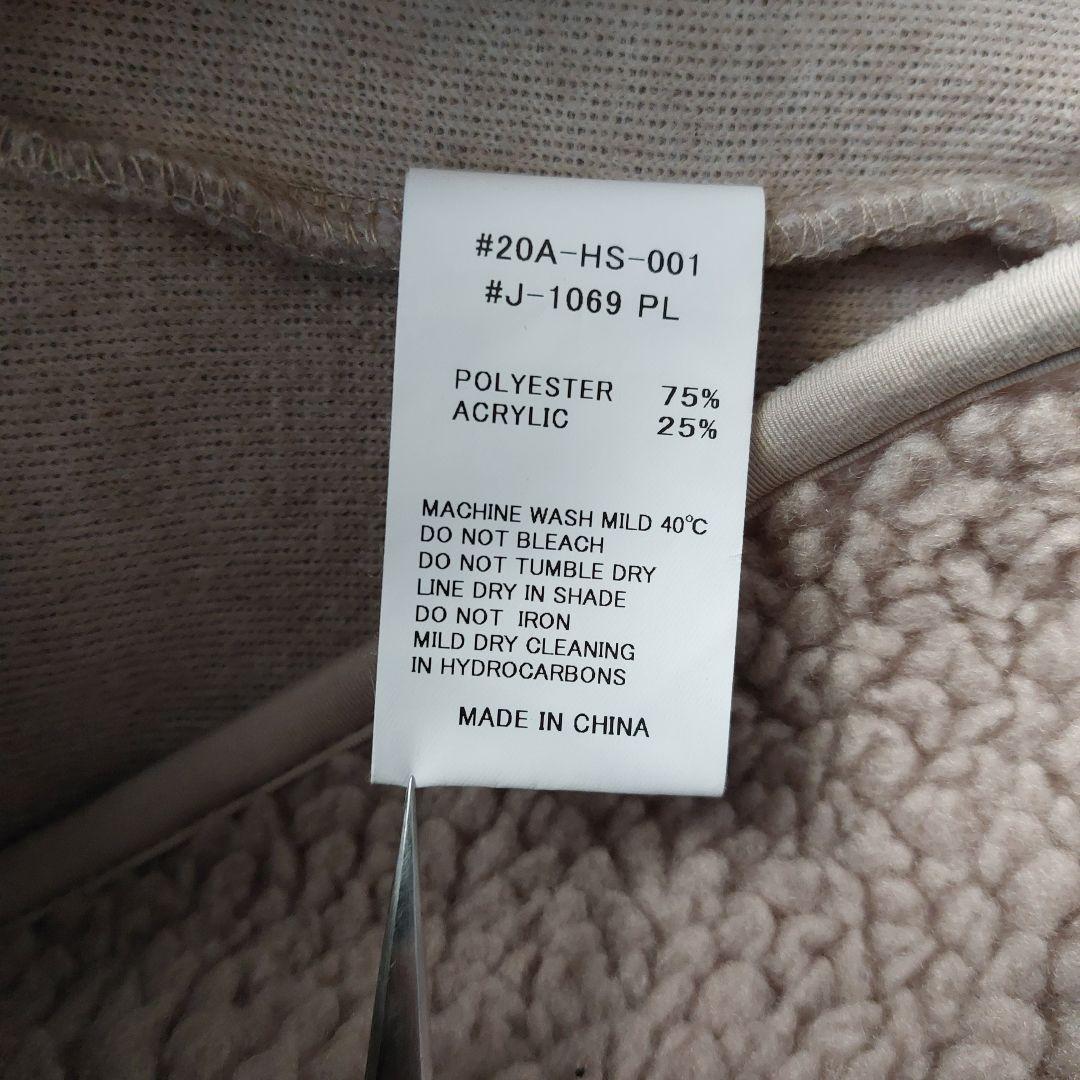 #20A-HS-001
#J-1069 PL
POLYESTER 75%
ACRYLIC 25%
MACHINE WASH MILD 40℃
DO NOT BLEACH
DO NOT TUMBLE DRY
LINE DRY IN SHADE
DO NOT IRON
MILD DRY CLEANING
IN HYDROCARBONS
MADE IN CHINA